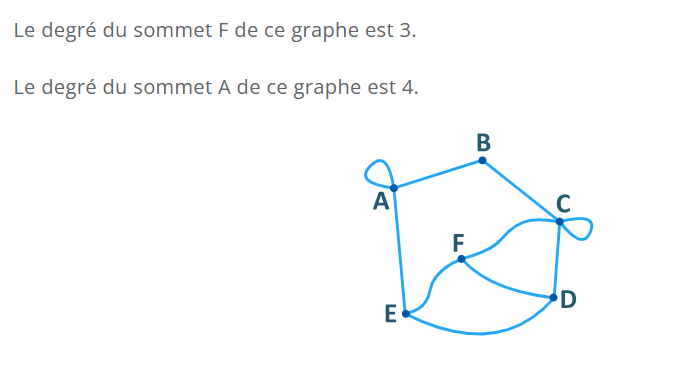 Le degré du sommet F de ce graphe est 3.
Le degré du sommet A de ce graphe est 4.
B
A
C
F
E
D